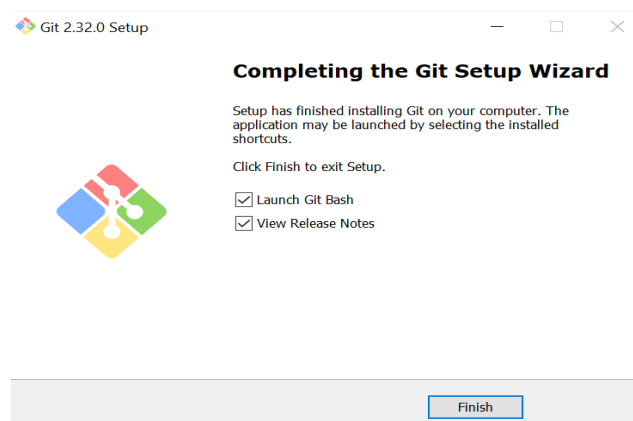 Git 2.32.0 Setup
Completing the Git Setup Wizard
Setup has finished installing Git on your computer. The
application may be launched by selecting the installed
shortcuts.
Click Finish to exit Setup.
Launch Git Bash
View Release Notes
Finish